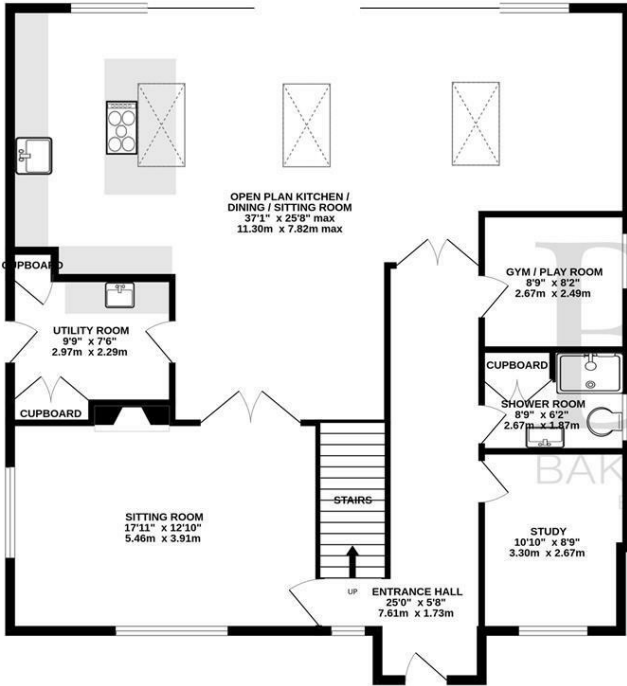 OPEN PLAN KITCHEN /
DINING / SITTING ROOM
37'1" x 25'8" max
11.30m x 7.82m max
CUPBOARD
GYM / PLAY ROOM
8'9" x 8'2"
2.67m x 2.49m
UTILITY ROOM
9'9" x 7'6"
2.97m x 2.29m
CUPBOARD
CUPBOARD
SHOWER ROOM
8'9" x 6'2"
2.67m x 1.87m
BAK
STAIRS
SITTING ROOM
17'11" x 12'10"
5.46m x 3.91m
STUDY
10'10" x 8'9"
3.30m x 2.67m
UP
ENTRANCE HALL
25'0" x 5'8"
7.61m x 1.73m